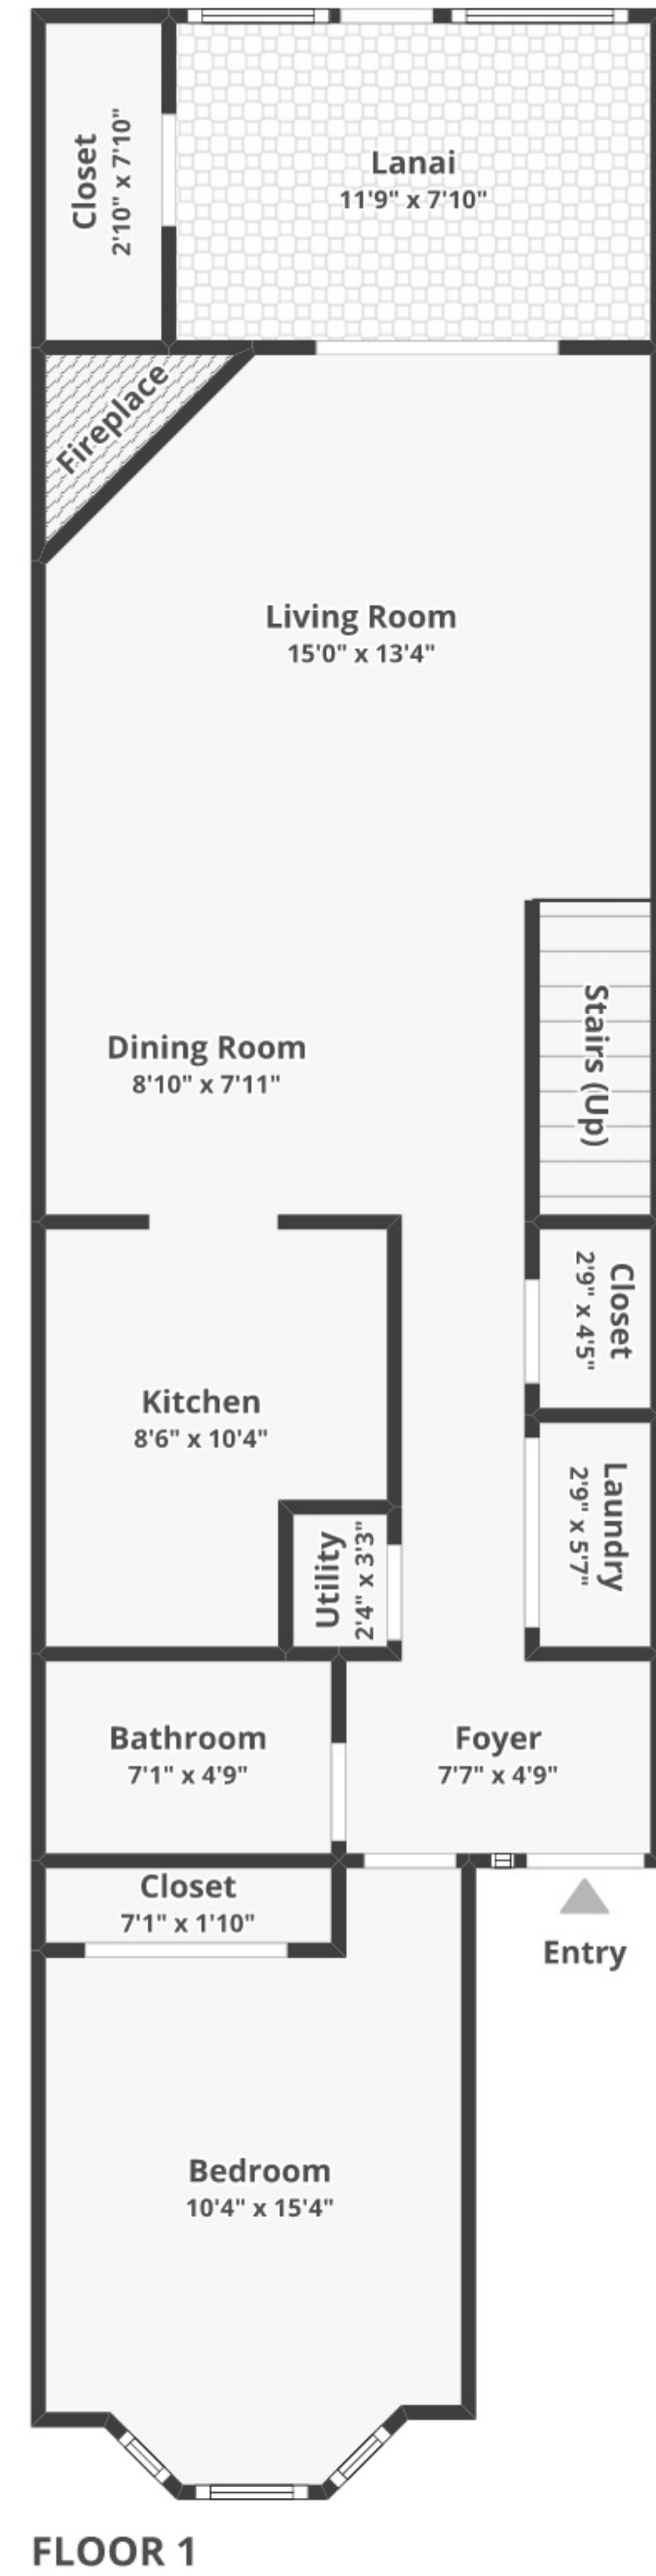 Closet
2'10" x 7'10"
Lanai
11'9" x 7'10"
Fireplace
Living Room
15'0" x 13'4"
Stairs (Up)
Dining Room
8'10" x 7'11"
Closet
2'9" x 4'5"
Kitchen
8'6" x 10'4"
Laundry
2'9" x 5'7"
Utility
2'4" x 3'3"
Bathroom
7'1" x 4'9"
Foyer
7'7" x 4'9"
Closet
7'1" x 1'10"
Entry
Bedroom
10'4" x 15'4"
FLOOR 1